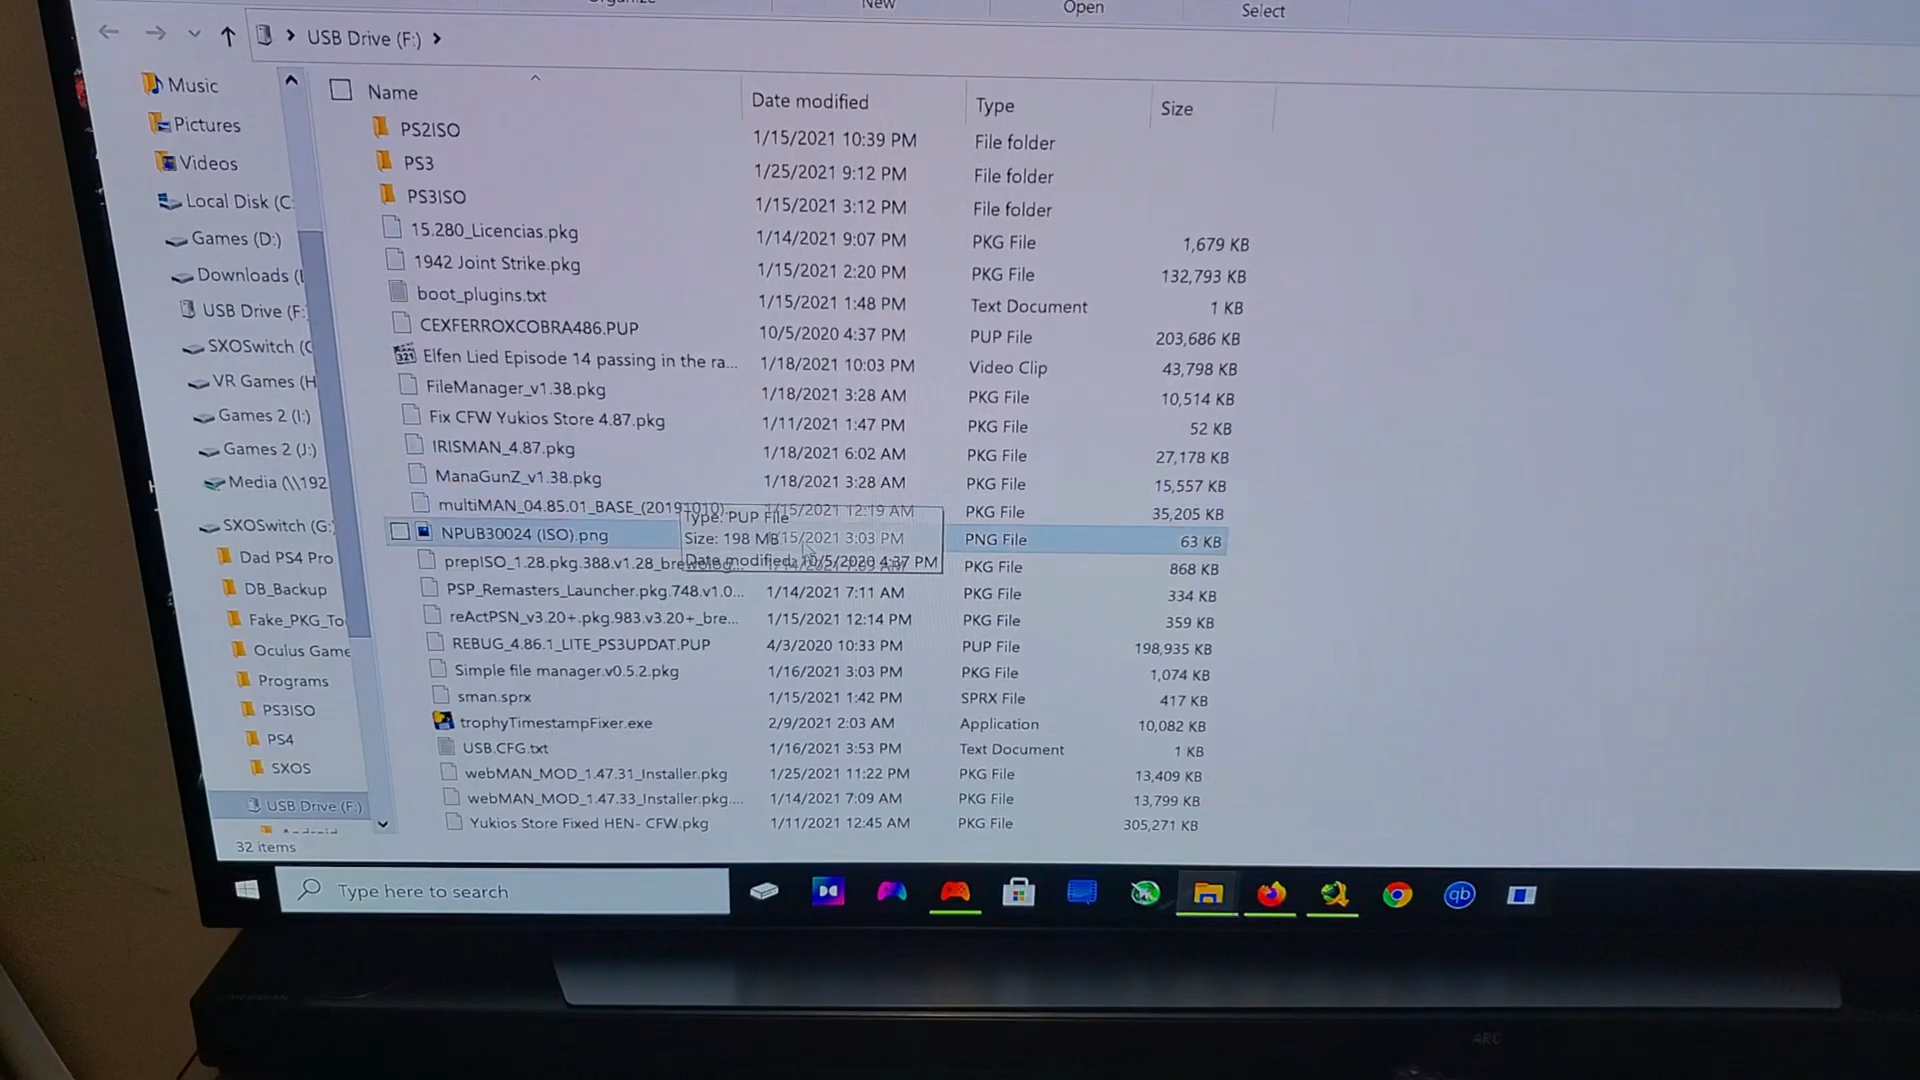 New
Open
Select
USB Drive (F:)
Name
Date modified
Type
Size
Music
Pictures
Videos
Local Disk (C:
Games (D:)
Downloads (
USB Drive (F:
SXOSwitch (
VR Games (H
Games 2 (I:)
Games 2 (J:)
Media (\\192
SXOSwitch (G:
Dad PS4 Pro
DB_Backup
Fake_PKG_To
Oculus Game
Programs
PS3ISO
PS4
SXOS
USB Drive (F:)
PS2ISO 1/15/2021 10:39 PM File folder
PS3 1/25/2021 9:12 PM File folder
PS3ISO 1/15/2021 3:12 PM File folder
15.280_Licencias.pkg 1/14/2021 9:07 PM PKG File 1,679 KB
1942 Joint Strike.pkg 1/15/2021 2:20 PM PKG File 132,793 KB
boot_plugins.txt 1/15/2021 1:48 PM Text Document 1 KB
CEXFERROXCOBRA486.PUP 10/5/2020 4:37 PM PUP File 203,686 KB
Elfen Lied Episode 14 passing in the ra... 1/18/2021 10:03 PM Video Clip 43,798 KB
FileManager_v1.38.pkg 1/18/2021 3:28 AM PKG File 10,514 KB
Fix CFW Yukios Store 4.87.pkg 1/11/2021 1:47 PM PKG File 52 KB
IRISMAN_4.87.pkg 1/18/2021 6:02 AM PKG File 27,178 KB
ManaGunZ_v1.38.pkg 1/18/2021 3:28 AM PKG File 15,557 KB
multiMAN_04.85.01_BASE_(20191010)... 1/15/2021 12:19 AM PKG File 35,205 KB
Type: PUP File
NPUB30024 (ISO).png 1/15/2021 3:03 PM PNG File 63 KB
Size: 198 MB
prepISO_1.28.pkg.388.v1.28_brewology... PKG File 868 KB
Date modified: 10/5/2020 4:37 PM
PSP_Remasters_Launcher.pkg.748.v1.0... 1/14/2021 7:11 AM PKG File 334 KB
reActPSN_v3.20+.pkg.983.v3.20+_bre... 1/15/2021 12:14 PM PKG File 359 KB
REBUG_4.86.1_LITE_PS3UPDAT.PUP 4/3/2020 10:33 PM PUP File 198,935 KB
Simple file manager.v0.5.2.pkg 1/16/2021 3:03 PM PKG File 1,074 KB
sman.sprx 1/15/2021 1:42 PM SPRX File 417 KB
trophyTimestampFixer.exe 2/9/2021 2:03 AM Application 10,082 KB
USB.CFG.txt 1/16/2021 3:53 PM Text Document 1 KB
webMAN_MOD_1.47.31_Installer.pkg 1/25/2021 11:22 PM PKG File 13,409 KB
webMAN_MOD_1.47.33_Installer.pkg.... 1/14/2021 7:09 AM PKG File 13,799 KB
Yukios Store Fixed HEN- CFW.pkg 1/11/2021 12:45 AM PKG File 305,271 KB
32 items
Type here to search
qb
ARC